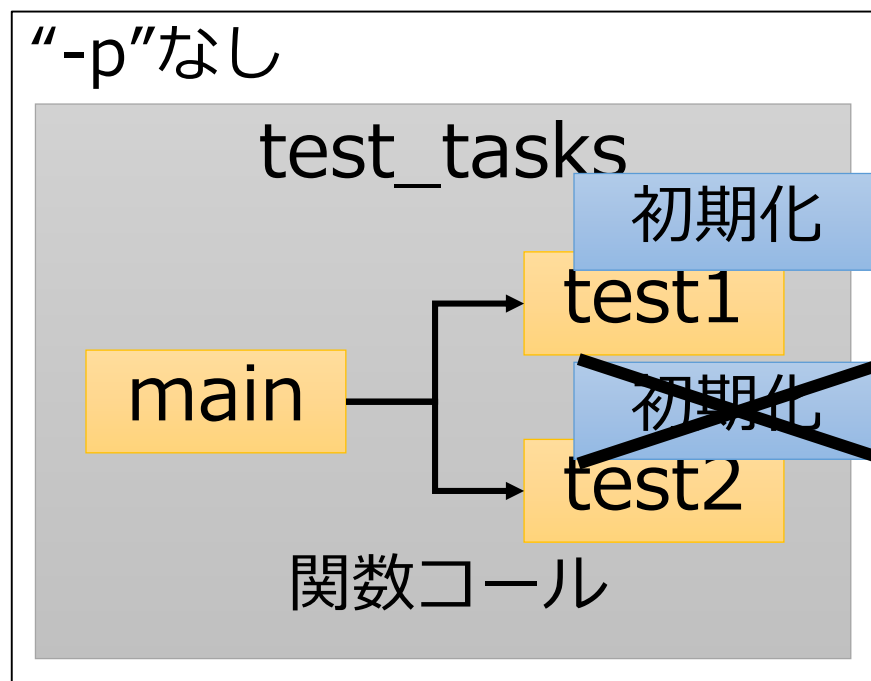 “-p”なし
test_tasks
初期化
test1
main
初期化
test2
関数コール